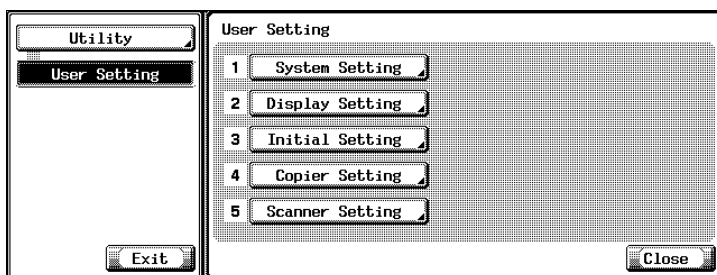 Utility
User Setting
Exit
User Setting
1 System Setting
2 Display Setting
3 Initial Setting
4 Copier Setting
5 Scanner Setting
Close